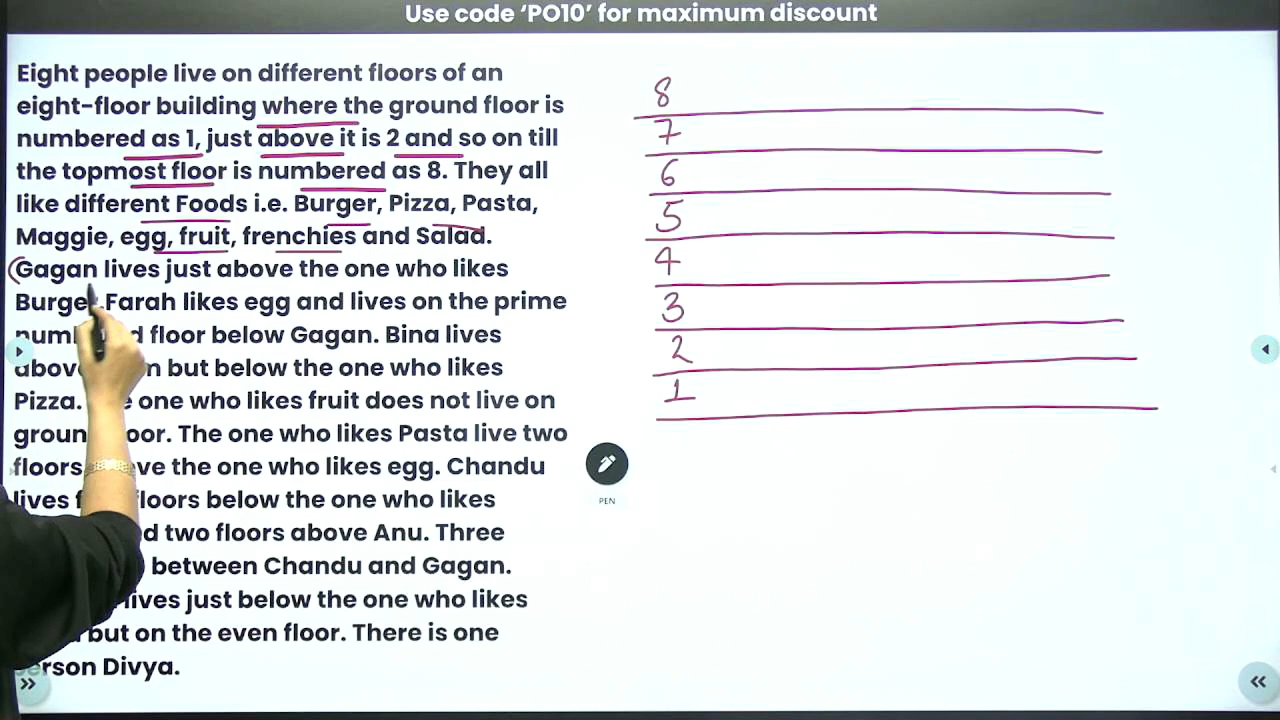 Use code ‘PO10’ for maximum discount
Eight people live on different floors of an
eight-floor building where the ground floor is
numbered as 1, just above it is 2 and so on till
the topmost floor is numbered as 8. They all
like different Foods i.e. Burger, Pizza, Pasta,
Maggie, egg, fruit, frenchies and Salad.
Gagan lives just above the one who likes
Burger. Farah likes egg and lives on the prime
floor below Gagan. Bina lives
but below the one who likes
Pizza. one who likes fruit does not live on
The one who likes Pasta live two
floors the one who likes egg. Chandu
lives floors below the one who likes
two floors above Anu. Three
between Chandu and Gagan.
lives just below the one who likes
but on the even floor. There is one
Divya.
8
7
6
5
4
3
2
1
PEN